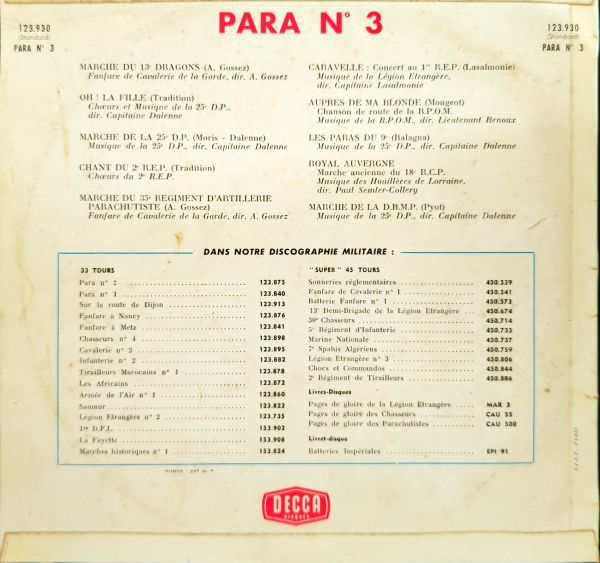 123.930
(Standard)
PARA N° 3
PARA N° 3
123.930
(Standard)
PARA N° 3
MARCHE DU 13e DRAGONS (A. Gossez)
Fanfare de Cavalerie de la Garde, dir. A. Gossez
OH ! LA FILLE (Tradition)
Chœurs et Musique de la 25e D.P.,
dir. Capitaine Dalenne
MARCHE DE LA 25e D.P. (Moris - Dalenne)
Musique de la 25e D.P., dir. Capitaine Dalenne
CHANT DU 2e R.E.P. (Tradition)
Chœurs du 2e R.E.P.
MARCHE DU 35e REGIMENT D'ARTILLERIE
PARACHUTISTE (A. Gossez)
Fanfare de Cavalerie de la Garde, dir. A. Gossez
CARAVELLE : Concert au 1er R.E.P. (Lasalmonie)
Musique de la Légion Etrangère,
dir. Capitaine Lasalmonie
AUPRES DE MA BLONDE (Mougeot)
Chanson de route de la B.P.O.M.
Musique de la B.P.O.M., dir. Lieutenant Renoux
LES PARAS DU 9e (Balagna)
Musique de la 25e D.P., dir. Capitaine Dalenne
ROYAL AUVERGNE
Marche ancienne du 18e R.C.P.
Musique des Houillères de Lorraine,
dir. Paul Semler-Collery
MARCHE DE LA D.B.M.P. (Pyot)
Musique de la 25e D.P., dir. Capitaine Dalenne
DANS NOTRE DISCOGRAPHIE MILITAIRE :
33 TOURS
Para n° 2 ........ 123.875
Para n° 1 ........ 123.840
Sur la route de Dijon ........ 123.913
Fanfare à Nancy ........ 123.876
Fanfare à Metz ........ 123.841
Chasseurs n° 4 ........ 123.898
Cavalerie n° 2 ........ 123.895
Infanterie n° 2 ........ 123.882
Tirailleurs Marocains n° 1 ........ 123.878
Les Africains ........ 123.872
Armée de l'Air n° 1 ........ 123.860
Saumur ........ 123.822
Légion Etrangère n° 2 ........ 123.735
1re D.F.L. ........ 153.902
La Fayette ........ 153.908
Marches historiques n° 1 ........ 153.824
"SUPER" 45 TOURS
Sonneries réglementaires ........ 450.539
Fanfare de Cavalerie n° 1 ........ 450.541
Batterie Fanfare n° 1 ........ 450.573
13e Demi-Brigade de la Légion Etrangère ... 450.674
30e Chasseurs ........ 450.714
5e Régiment d'Infanterie ........ 450.733
Marine Nationale ........ 450.737
7e Spahis Algériens ........ 450.759
Légion Etrangère n° 3 ........ 450.806
Chocs et Commandos ........ 450.844
2e Régiment de Tirailleurs ........ 450.886
Livres-Disques
Pages de gloire de la Légion Etrangère ..... MAR 3
Pages de gloire des Chasseurs ........ CAU 55
Pages de gloire des Parachutistes ........ CAU 500
Livret-disque
Batteries Impériales ........ EPI 91
DECCA
DISQUES